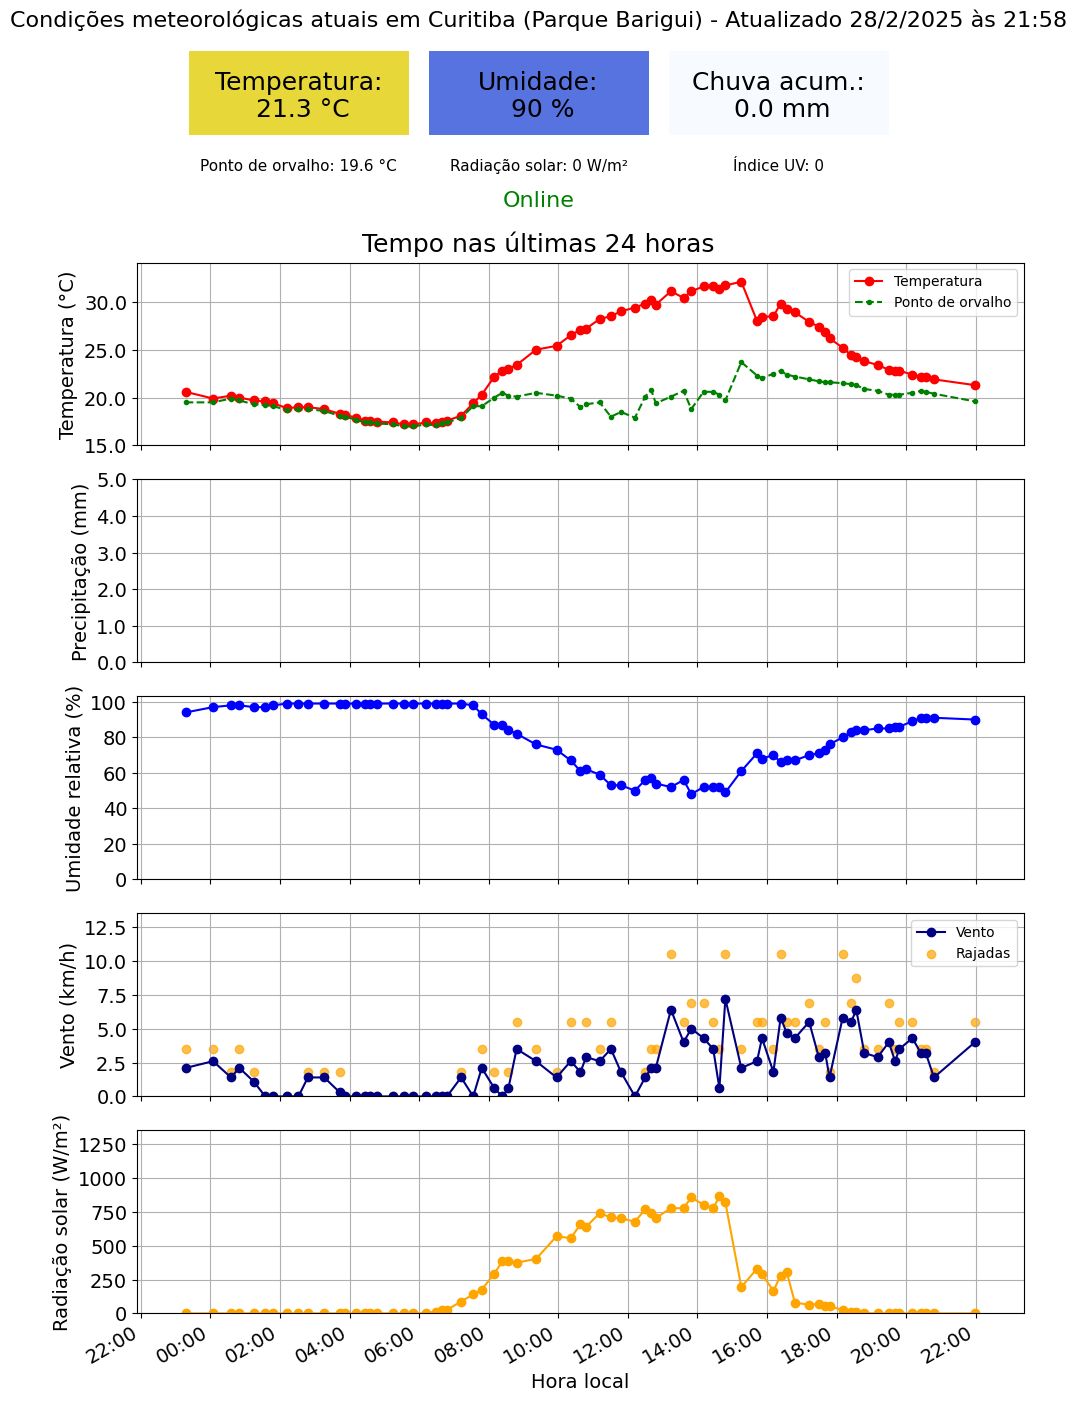 Condições meteorológicas atuais em Curitiba (Parque Barigui) - Atualizado 28/2/2025 às 21:58
Temperatura:
21.3 °C
Umidade:
90 %
Chuva acum.:
0.0 mm
Ponto de orvalho: 19.6 °C
Radiação solar: 0 W/m²
Índice UV: 0
Online
Tempo nas últimas 24 horas
Temperatura (°C)
30.0
25.0
20.0
15.0
Temperatura
Ponto de orvalho
Precipitação (mm)
5.0
4.0
3.0
2.0
1.0
0.0
Umidade relativa (%)
100
80
60
40
20
0
Vento (km/h)
12.5
10.0
7.5
5.0
2.5
0.0
Vento
Rajadas
Radiação solar (W/m²)
1250
1000
750
500
250
0
22:00
00:00
02:00
04:00
06:00
08:00
10:00
12:00
14:00
16:00
18:00
20:00
22:00
Hora local